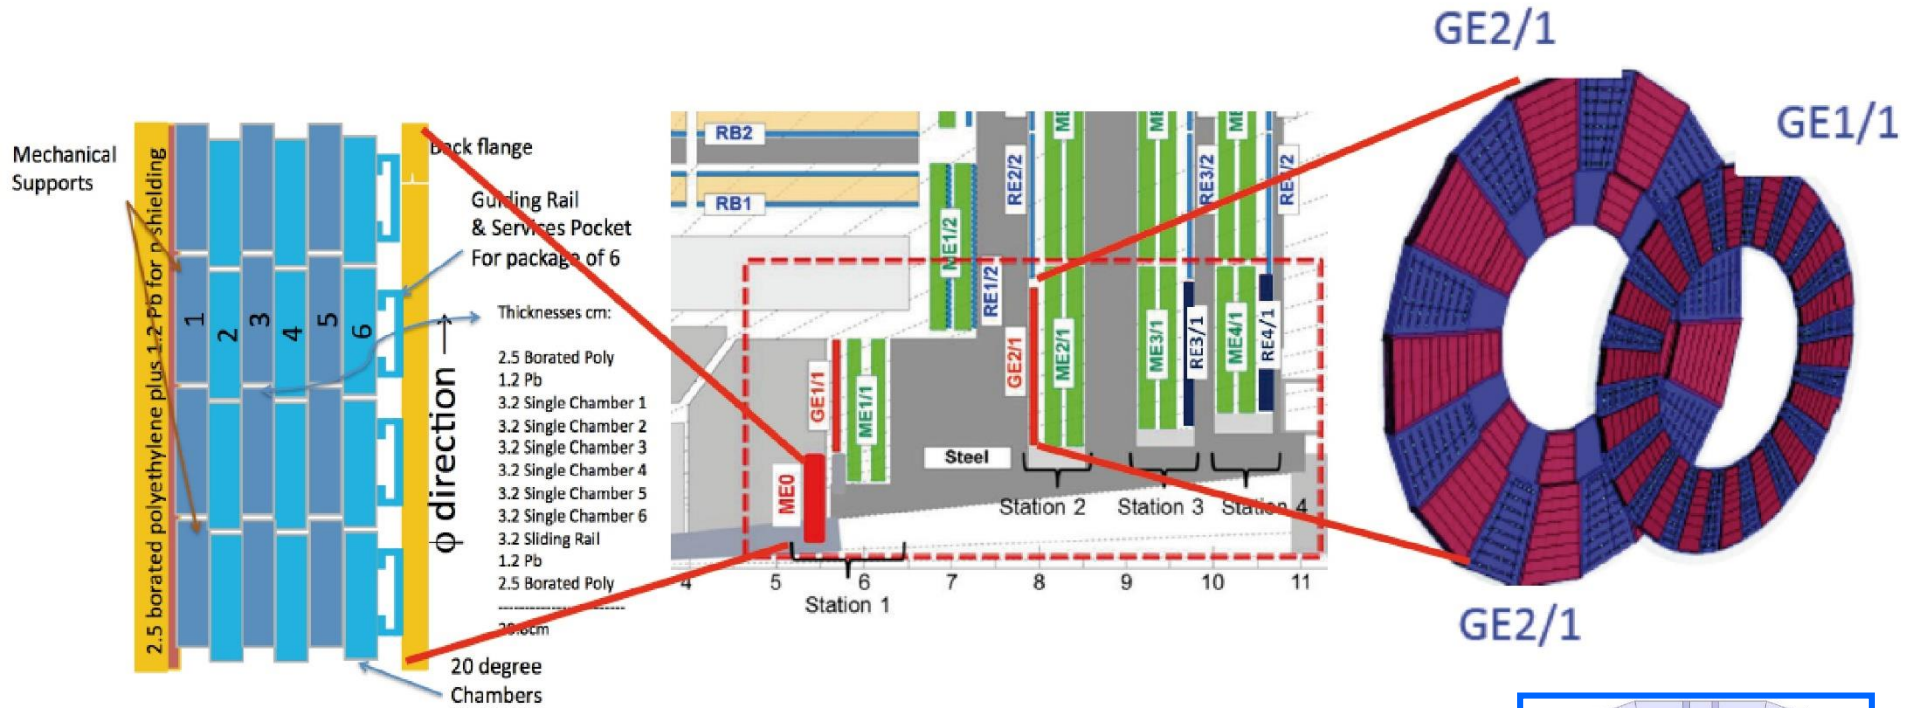 Mechanical
Supports
2.5 borated polyethylene plus 1.2 Pb for n shielding
1
2
3
4
5
6
Back flange
Guiding Rail
& Services Pocket
For package of 6
ϕ direction
Thicknesses cm:
2.5 Borated Poly
1.2 Pb
3.2 Single Chamber 1
3.2 Single Chamber 2
3.2 Single Chamber 3
3.2 Single Chamber 4
3.2 Single Chamber 5
3.2 Single Chamber 6
3.2 Sliding Rail
1.2 Pb
2.5 Borated Poly
-------------------------
20 degree
Chambers
RB2
RB1
ME1/2
RE1/2
RE2/2
ME
ME
RE3/2
ME
GE1/1
ME1/1
GE2/1
ME2/1
ME3/1
RE3/1
ME4/1
RE4/1
ME0
Steel
Station 2
Station 3
Station 4
4
5
6
7
8
9
10
11
Station 1
GE2/1
GE1/1
GE2/1